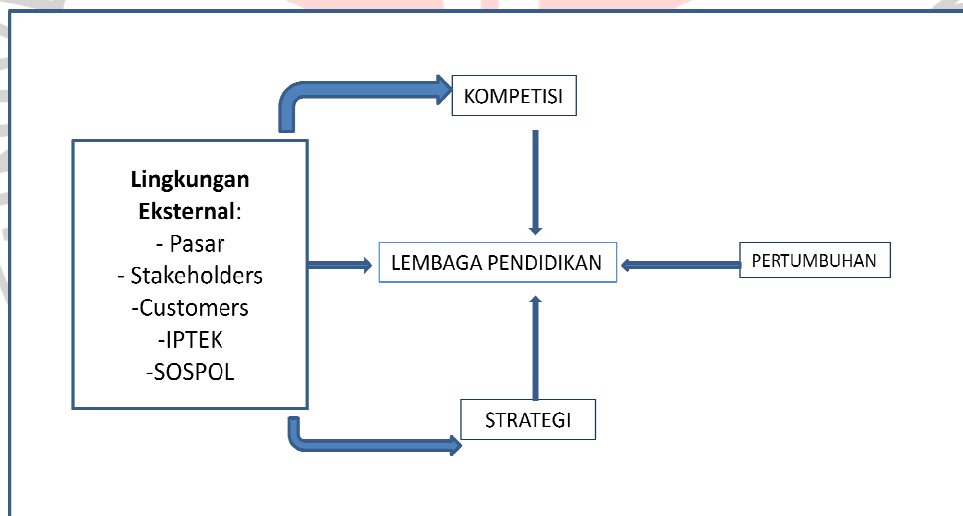 KOMPETISI
Lingkungan
Eksternal:
- Pasar
- Stakeholders
-Customers
-IPTEK
-SOSPOL
LEMBAGA PENDIDIKAN
PERTUMBUHAN
STRATEGI